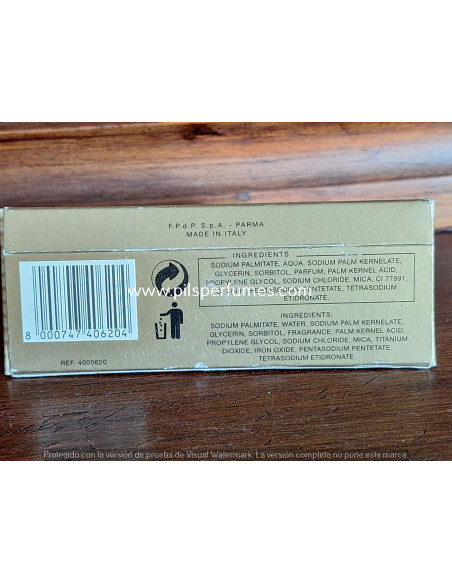 F.P.d.P. S.p.A. - PARMA
MADE IN ITALY
INGREDIENTS
SODIUM PALMITATE, AQUA, SODIUM PALM KERNELATE,
GLYCERIN, SORBITOL, PARFUM, PALM KERNEL ACID,
PROPYLENE GLYCOL, SODIUM CHLORIDE MICA, CI 77891,
PENTETATE, TETRASODIUM
ETIDRONATE.
www.pilsperfumes.com
INGREDIENTS:
SODIUM PALMITATE, WATER, SODIUM PALM KERNELATE,
GLYCERIN, SORBITOL, FRAGRANCE, PALM KERNEL ACID,
PROPYLENE GLYCOL, SODIUM CHLORIDE, MICA, TITANIUM
DIOXIDE, IRON OXIDE, PENTASODIUM PENTETATE,
TETRASODIUM ETIDRONATE
8 000747 406204
REF. 4000620
Protegido con la versión de prueba de Visual Watermark. La versión completa no pone esta marca.